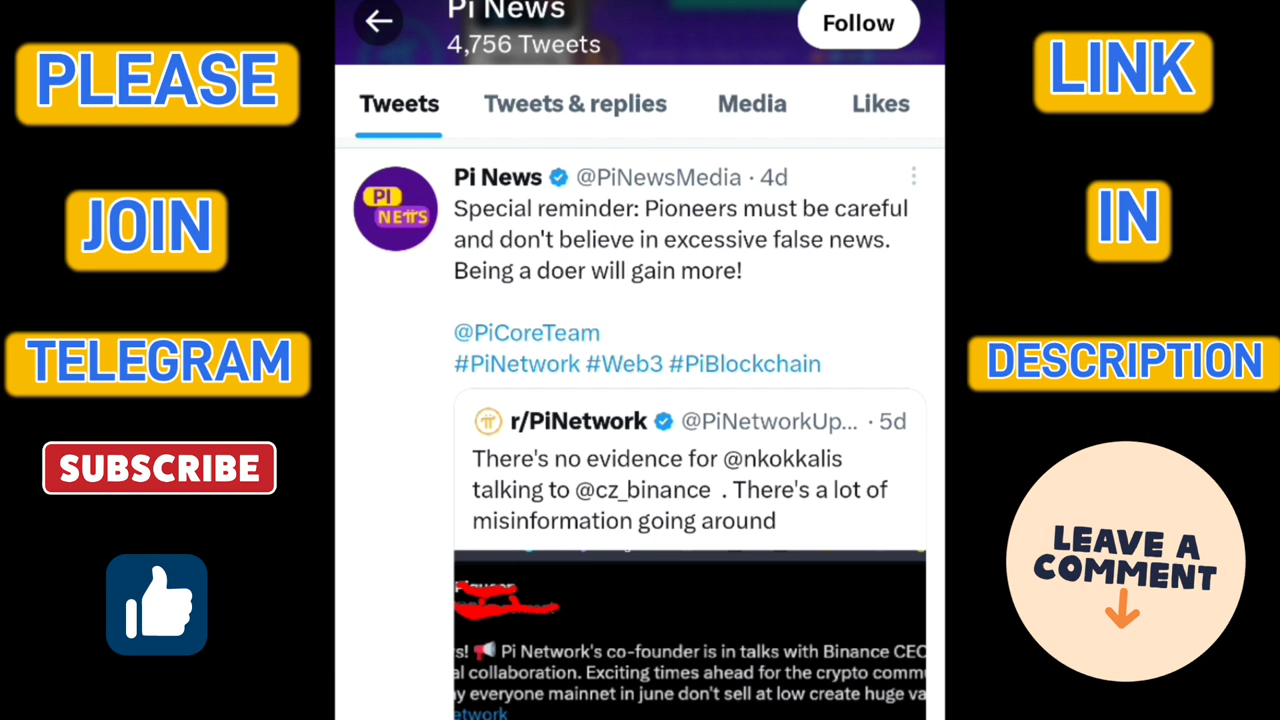 PLEASE
JOIN
TELEGRAM
SUBSCRIBE
Pi News
4,756 Tweets
Follow
Tweets
Tweets & replies
Media
Likes
PI
NEWS
Pi News @PiNewsMedia · 4d
Special reminder: Pioneers must be careful
and don't believe in excessive false news.
Being a doer will gain more!
@PiCoreTeam
#PiNetwork #Web3 #PiBlockchain
r/PiNetwork @PiNetworkUp... · 5d
There's no evidence for @nkokkalis
talking to @cz_binance . There's a lot of
misinformation going around
s! Pi Network's co-founder is in talks with Binance CEO
al collaboration. Exciting times ahead for the crypto comm
y everyone mainnet in june don't sell at low create huge va
etwork
LINK
IN
DESCRIPTION
LEAVE A
COMMENT